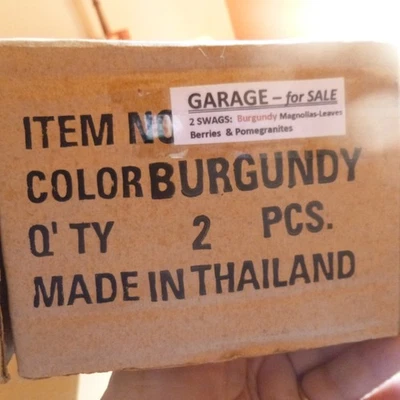 GARAGE – for SALE
2 SWAGS: Burgundy Magnolias-Leaves
Berries & Pomegranites
ITEM NO
COLOR BURGUNDY
Q'TY 2 PCS.
MADE IN THAILAND